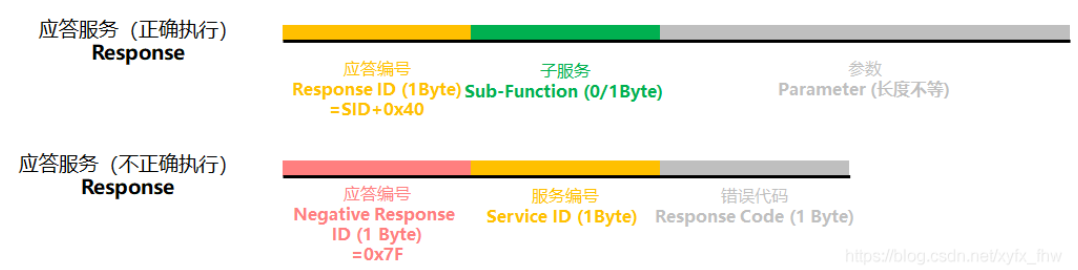 应答服务（正确执行）
Response
应答编号
Response ID (1Byte)
=SID+0x40
子服务
Sub-Function (0/1Byte)
参数
Parameter (长度不等)
应答服务（不正确执行）
Response
应答编号
Negative Response
ID (1 Byte)
=0x7F
服务编号
Service ID (1Byte)
错误代码
Response Code (1 Byte)
https://blog.csdn.net/xyfx_fhw